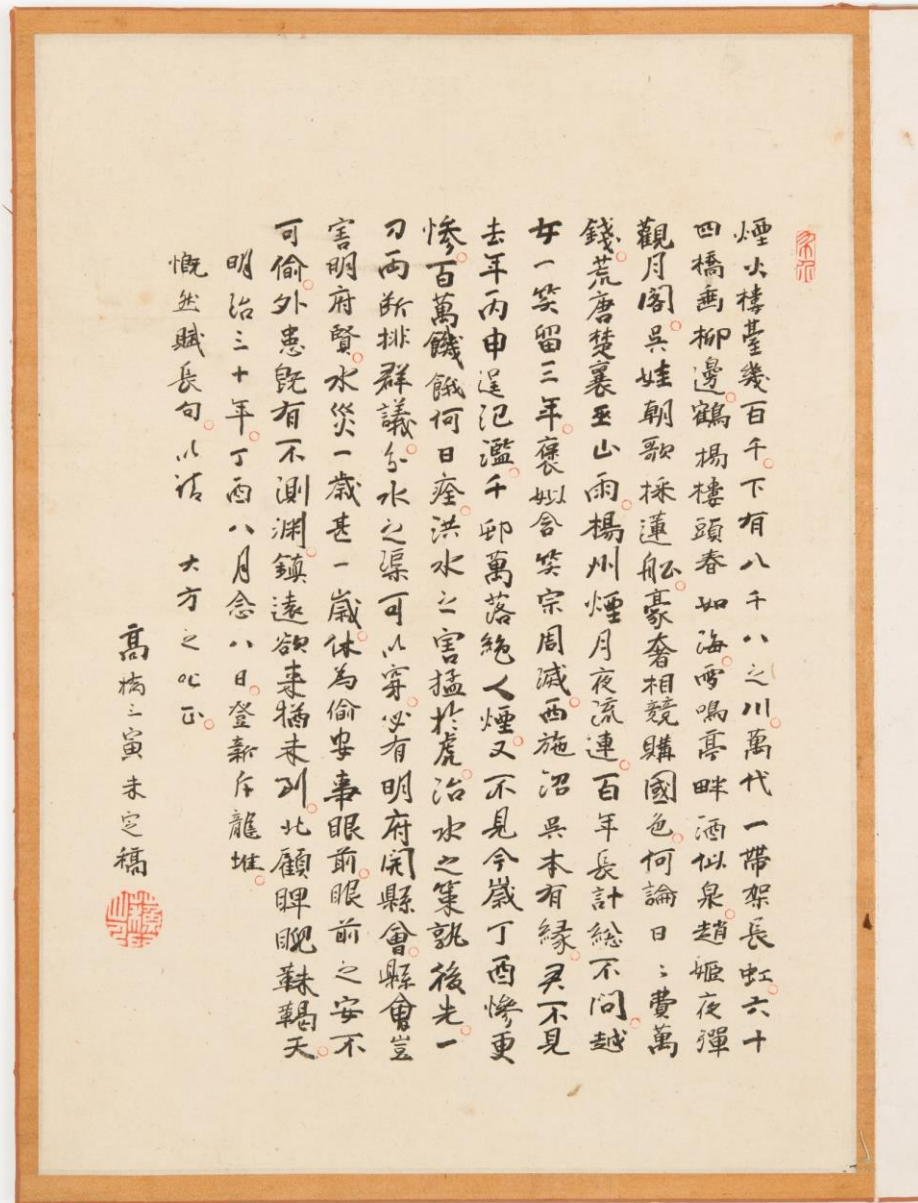 煙火樓臺幾百千。下有八千八之川。萬代一帶架長虹。六十
四橋垂柳邊。鶴楊樓頭春如海。雪鳴亭畔酒似泉。趙姬夜彈
觀月閣。吳娃朝歌採蓮船。豪奢相競購國色。何論日々費萬
錢。荒唐楚襄巫山雨。楊州煙月夜流連。百年長計總不問。越
女一笑留三年。褒姒含笑宗周滅。西施沼吳本有緣。君不見
去年丙申逞氾濫。千邨萬落絶人煙。又不見今歲丁酉慘更
慘。百萬饑餓何日痊。洪水之害猛於虎。治水之策孰後先。一
刀兩斷排群議。分水之渠可以穿。必有明府開縣會。縣會豈
害明府賢。水災一歲甚一歲。休為偷安事眼前。眼前之安不
可偷。外患既有不測淵。鎮遠欲来猶未到。北顧睥睨靺鞨天。
明治三十年。丁酉八月念八日。登新斥龍堆。
慨然賦長句。以諸 大方之叱正。
髙橋三寅未定稿